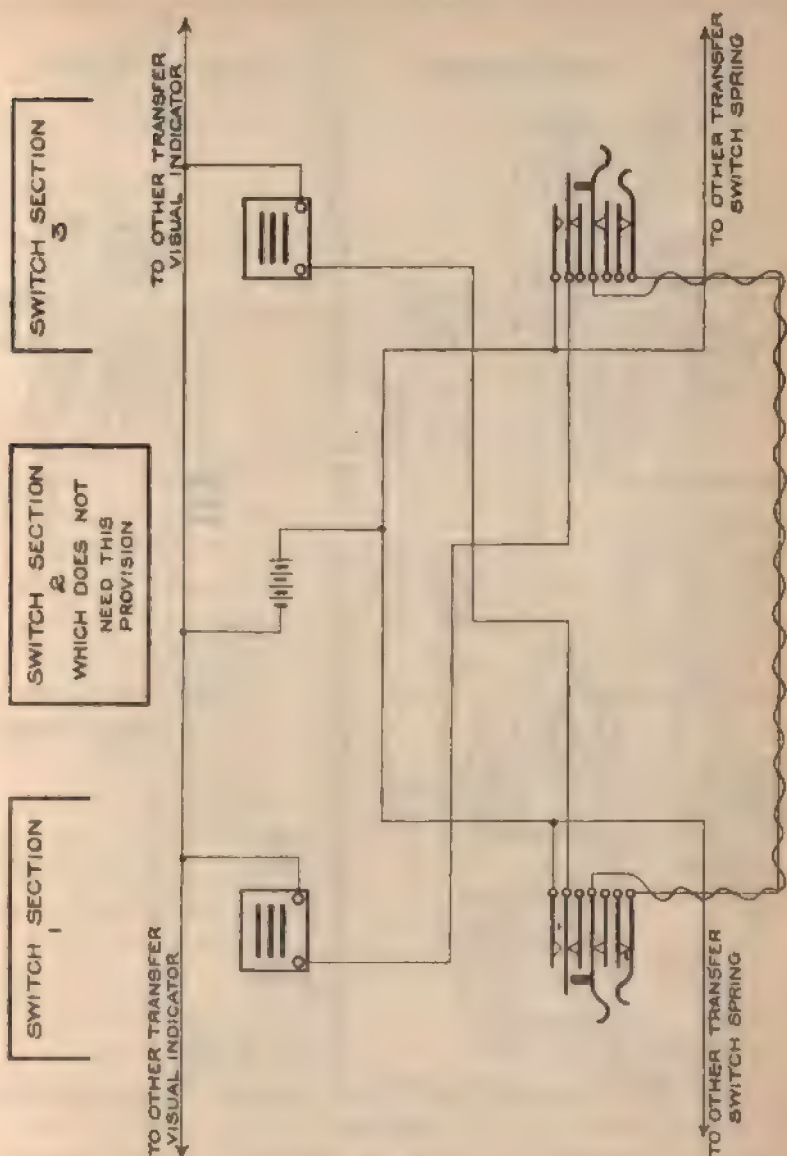 SWITCH SECTION
1
SWITCH SECTION
2
WHICH DOES NOT
NEED THIS
PROVISION
SWITCH SECTION
3
TO OTHER TRANSFER
VISUAL INDICATOR
TO OTHER TRANSFER
VISUAL INDICATOR
TO OTHER TRANSFER
SWITCH SPRING
TO OTHER TRANSFER
SWITCH SPRING